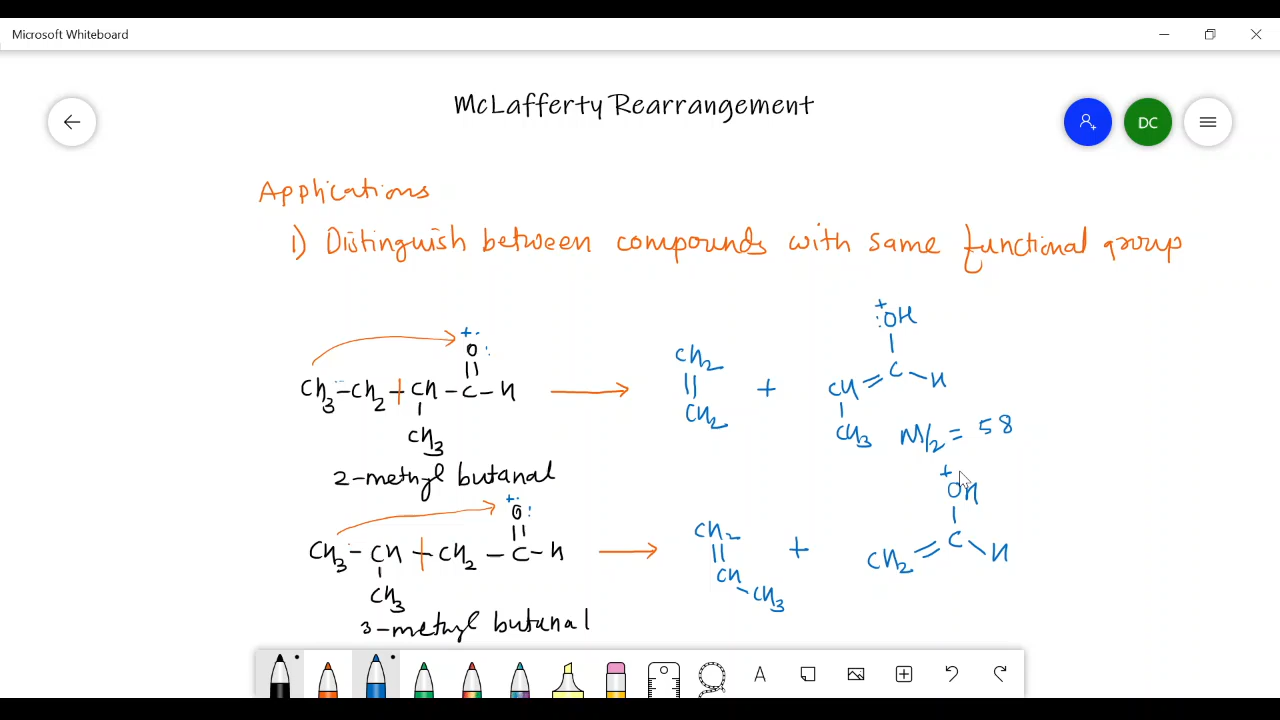 Microsoft Whiteboard
McLafferty Rearrangement
DC
Applications
1) Distinguish between compounds with same functional group
+
:OH
CH2 = CH2 + CH = C - H
CH3
CH3 - CH2 + CH - C - H
O
CH3
M/z = 58
2-methyl butanal
+
OH
CH3 - CH + CH2 - C - H
O
CH3
CH2 = CH - CH3 + CH2 = C - H
3-methyl butanal
A